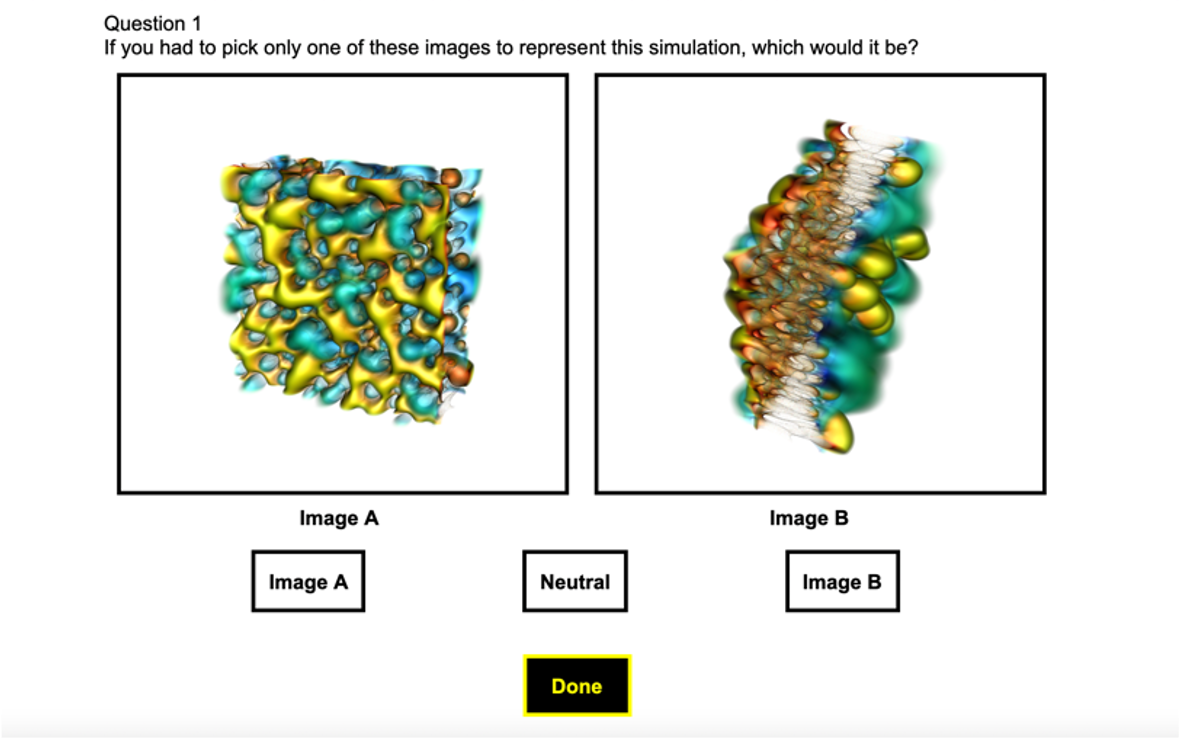 Question 1
If you had to pick only one of these images to represent this simulation, which would it be?
Image A
Image B
Image A
Neutral
Image B
Done